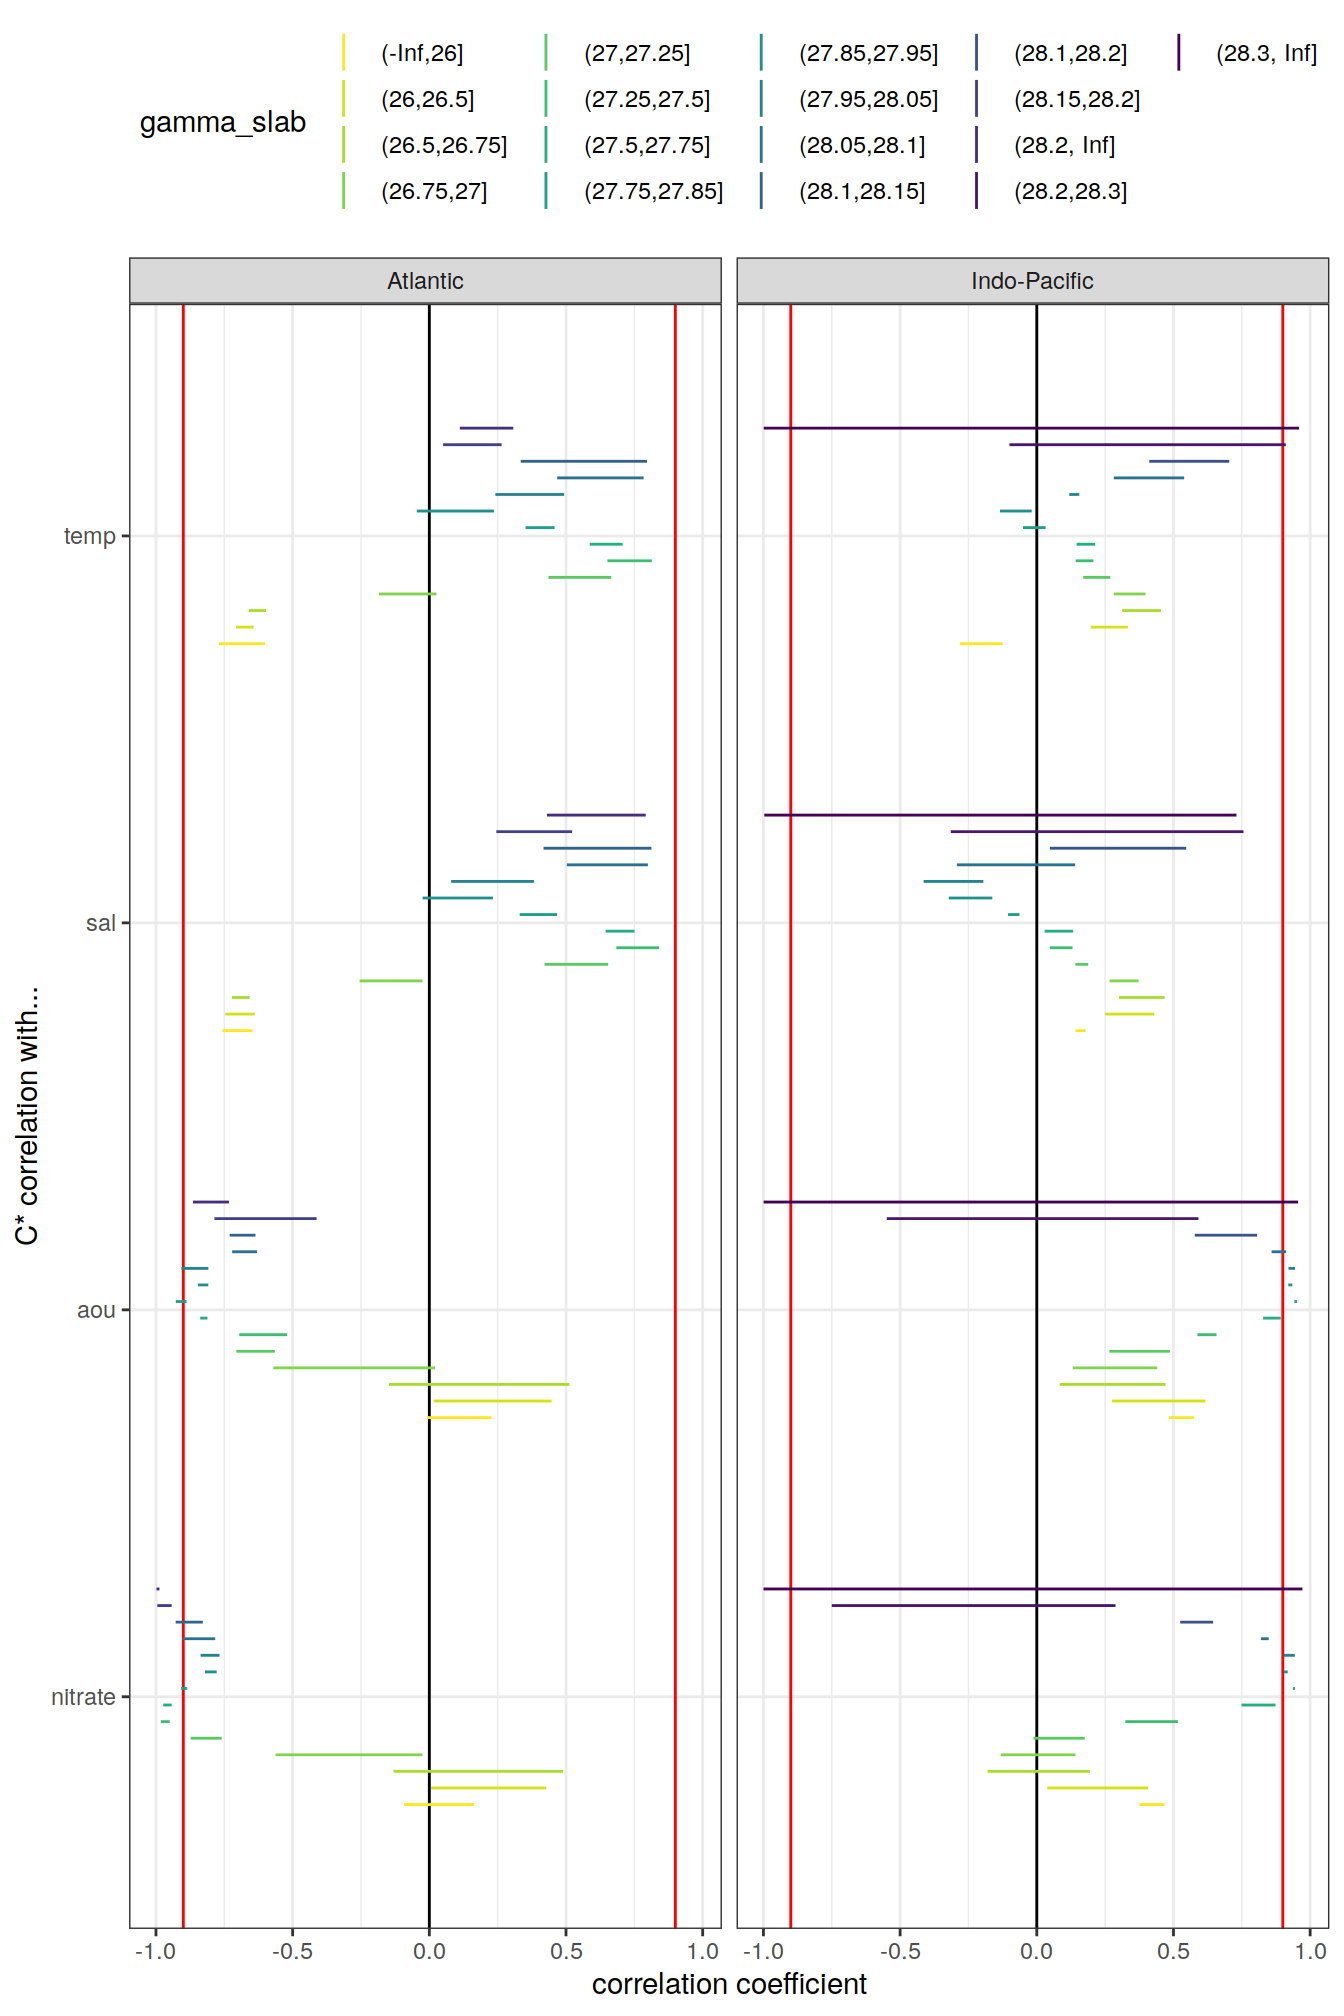 gamma_slab
(-Inf,26] (27,27.25] (27.85,27.95] (28.1,28.2] (28.3, Inf]
(26,26.5] (27.25,27.5] (27.95,28.05] (28.15,28.2]
(26.5,26.75] (27.5,27.75] (28.05,28.1] (28.2, Inf]
(26.75,27] (27.75,27.85] (28.1,28.15] (28.2,28.3]
Atlantic Indo-Pacific
C* correlation with...
temp
sal
aou
nitrate
-1.0 -0.5 0.0 0.5 1.0 -1.0 -0.5 0.0 0.5 1.0
correlation coefficient